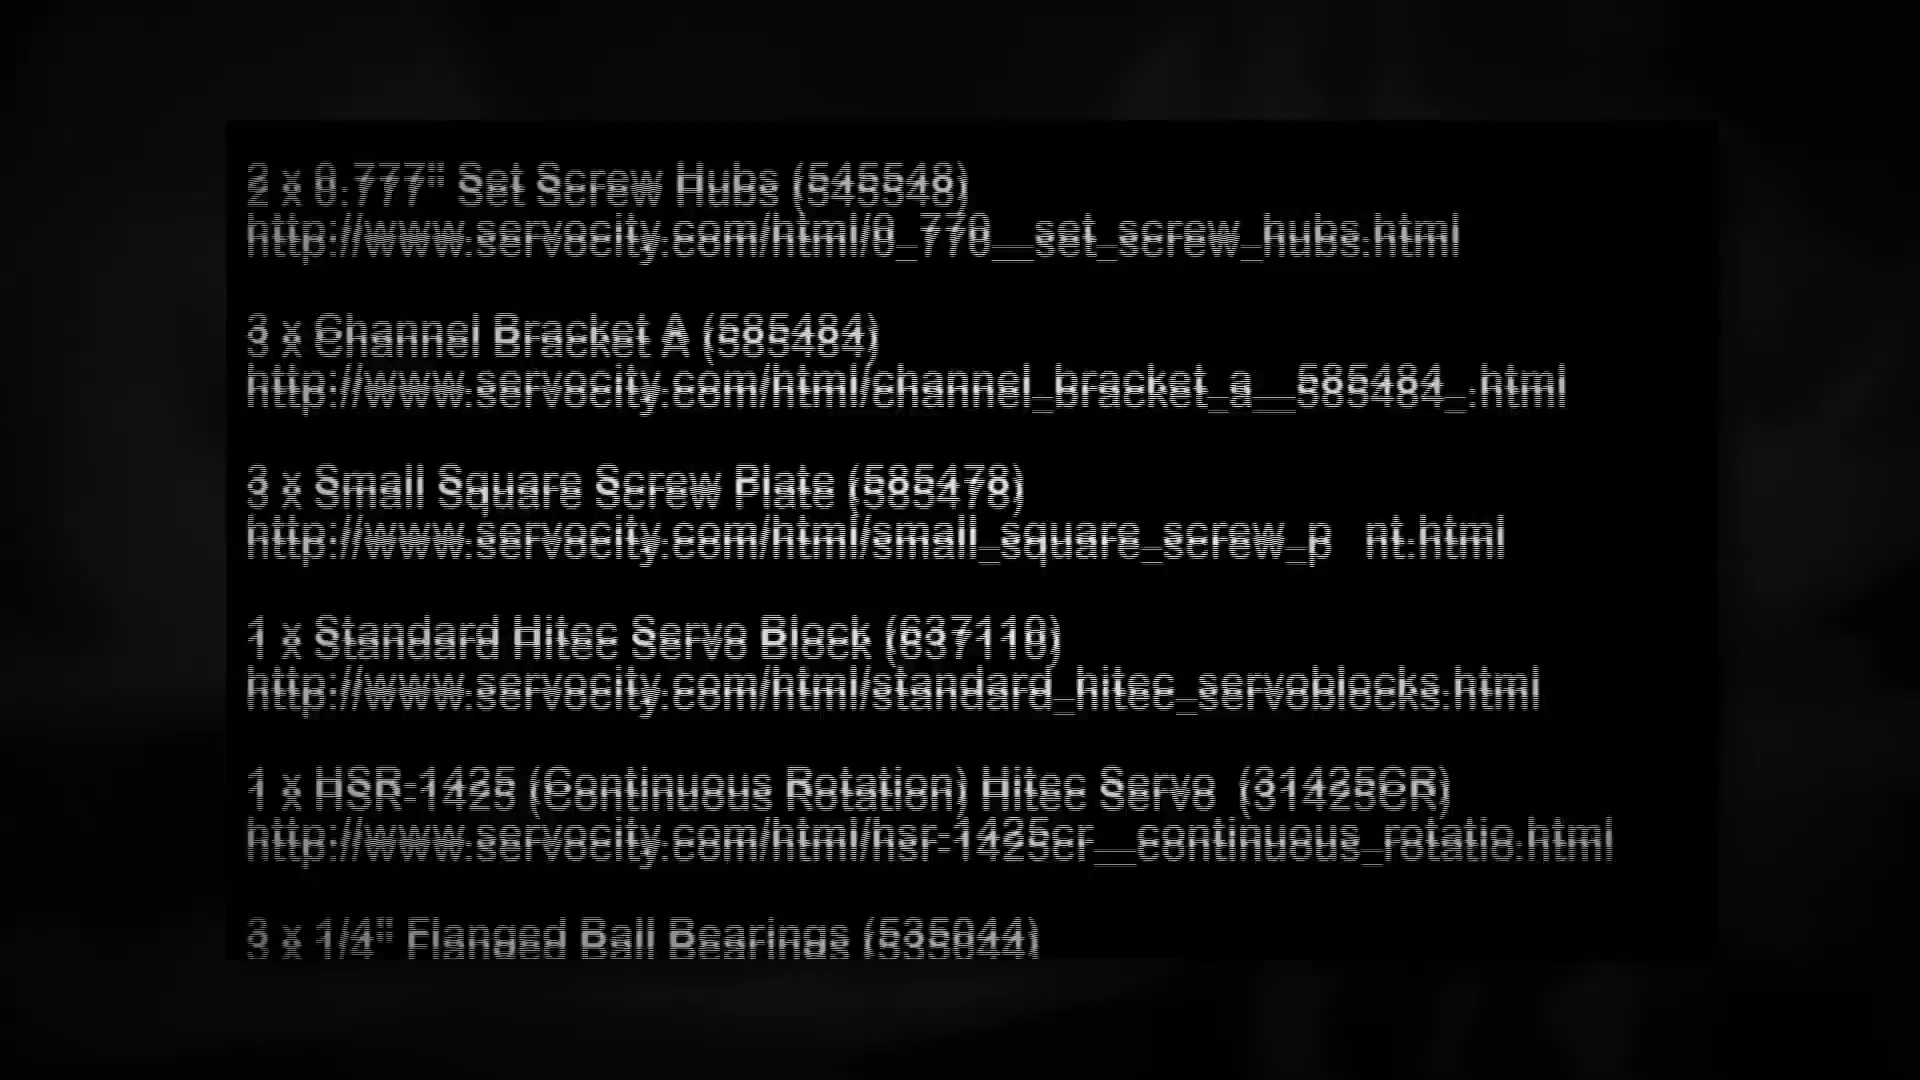 2 x 0.777" Set Screw Hubs (545548)
http://www.servocity.com/html/0_770__set_screw_hubs.html
3 x Channel Bracket A (585484)
http://www.servocity.com/html/channel_bracket_a__585484_.html
3 x Small Square Screw Plate (585478)
http://www.servocity.com/html/small_square_screw_p   nt.html
1 x Standard Hitec Servo Block (637110)
http://www.servocity.com/html/standard_hitec_servoblocks.html
1 x HSR-1425 (Continuous Rotation) Hitec Servo  (31425CR)
http://www.servocity.com/html/hsr-1425cr__continuous_rotatio.html
3 x 1/4" Flanged Ball Bearings (535044)